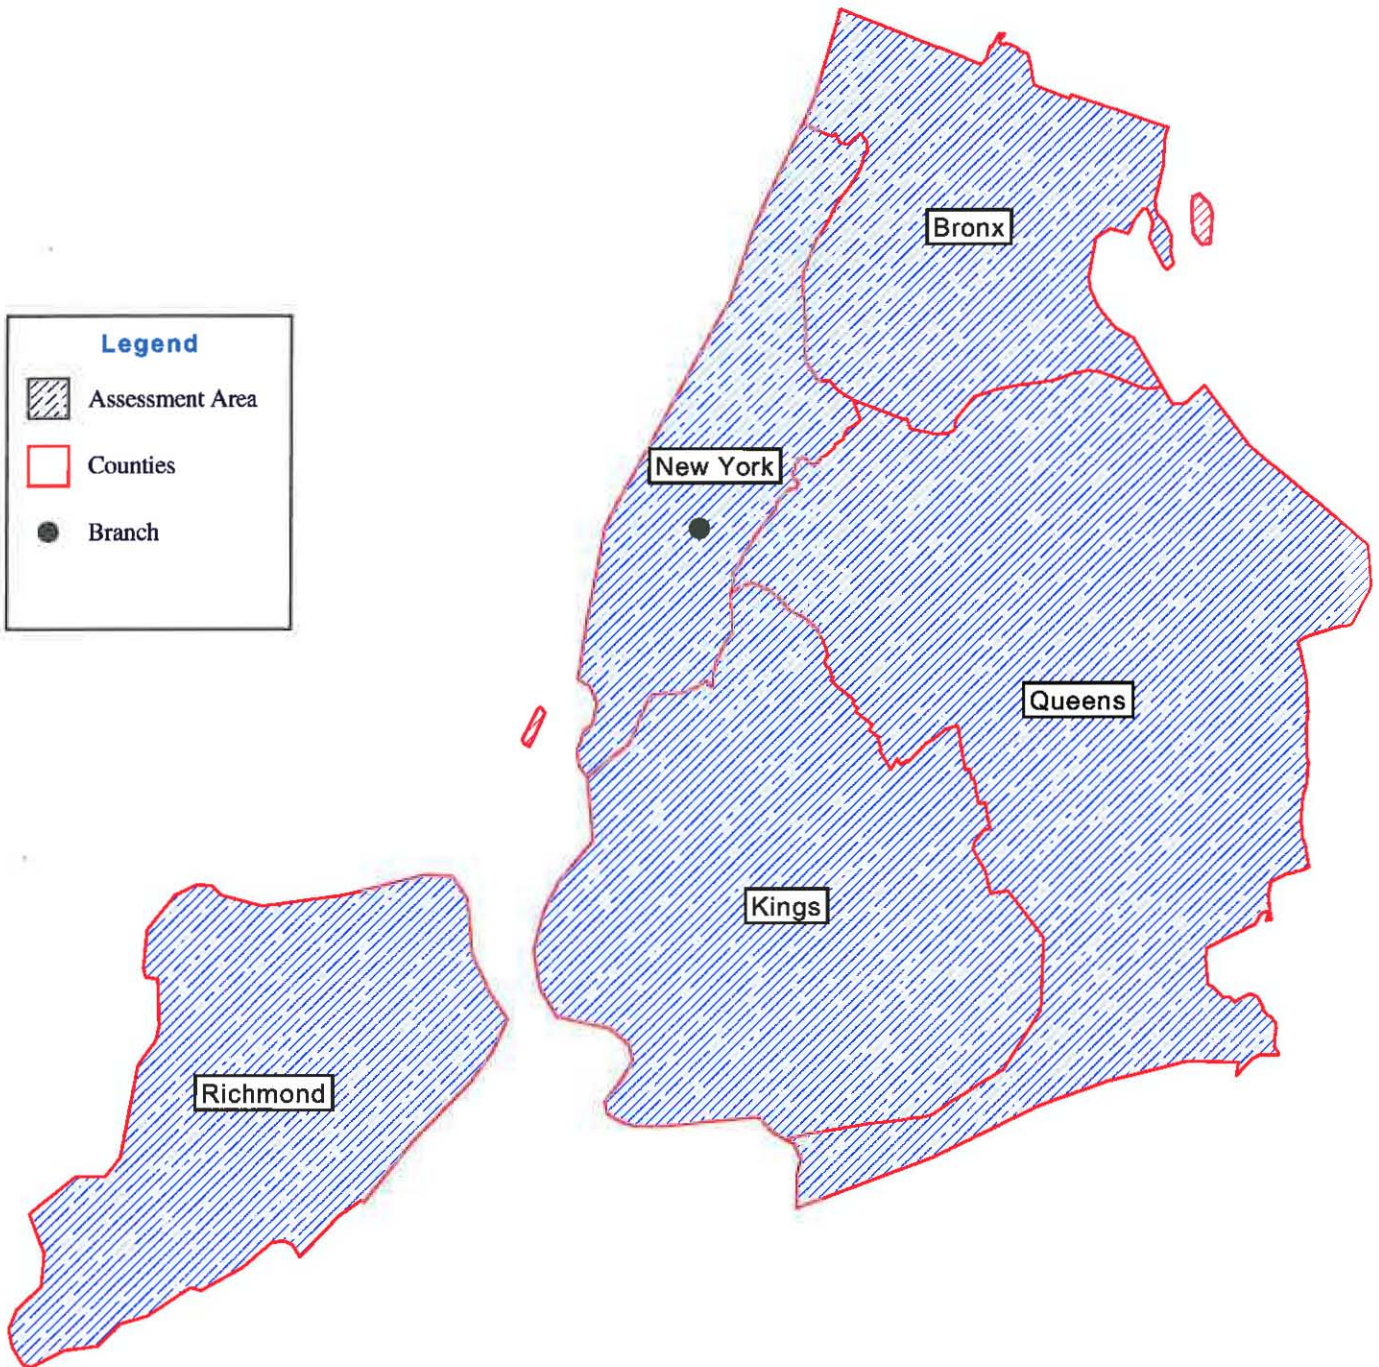 Bronx
Legend
Assessment Area
Counties
Branch
New York
Queens
Kings
Richmond